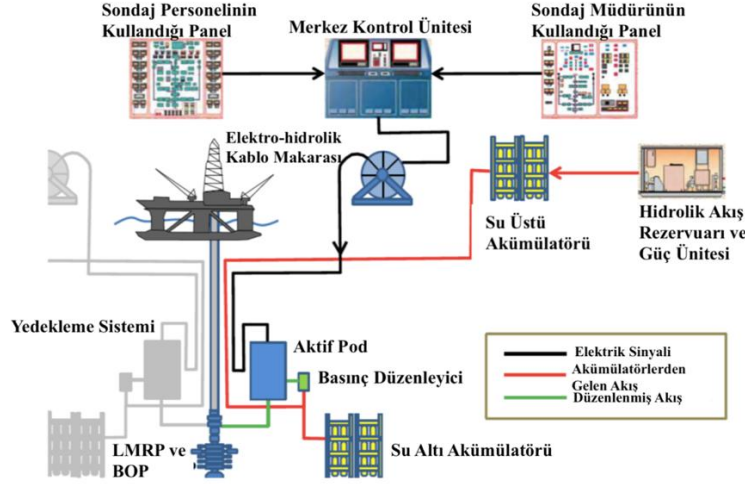 Sondaj Personelinin
Kullandığı Panel
Merkez Kontrol Ünitesi
Sondaj Müdürünün
Kullandığı Panel
Elektro-hidrolik
Kablo Makarası
Su Üstü
Akümülatörü
Hidrolik Akış
Rezervuarı ve
Güç Ünitesi
Yedekleme Sistemi
Aktif Pod
Basınç Düzenleyici
LMRP ve
BOP
Su Altı Akümülatörü
Elektrik Sinyali
Akümülatörlerden
Gelen Akış
Düzenlenmiş Akış